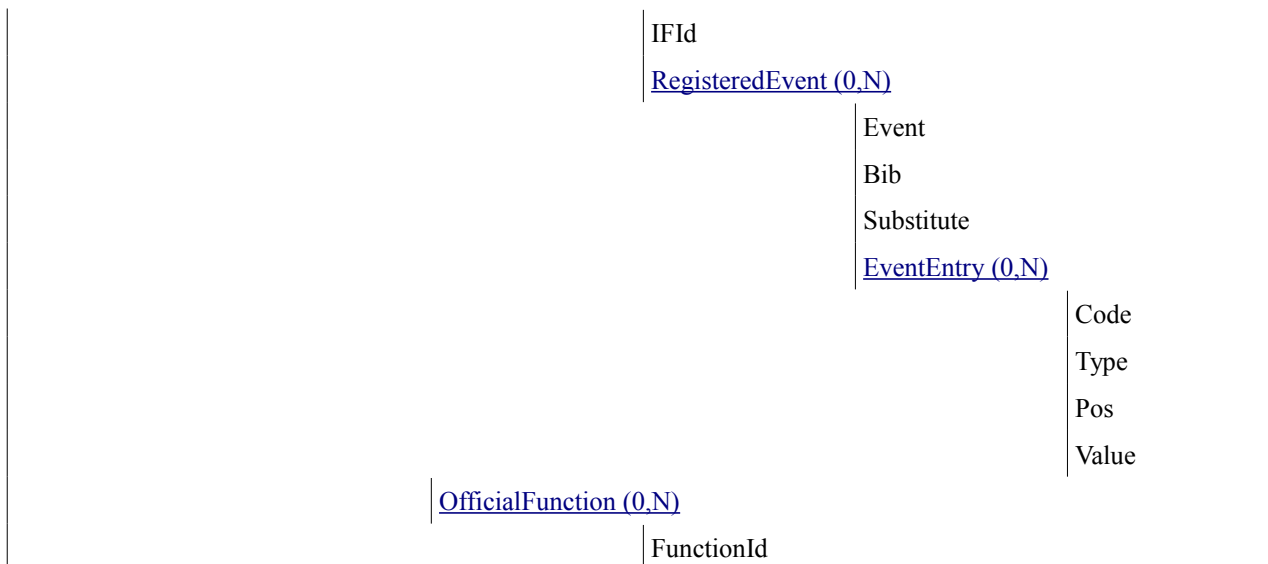 IFId
RegisteredEvent (0,N)
Event
Bib
Substitute
EventEntry (0,N)
Code
Type
Pos
Value
OfficialFunction (0,N)
FunctionId